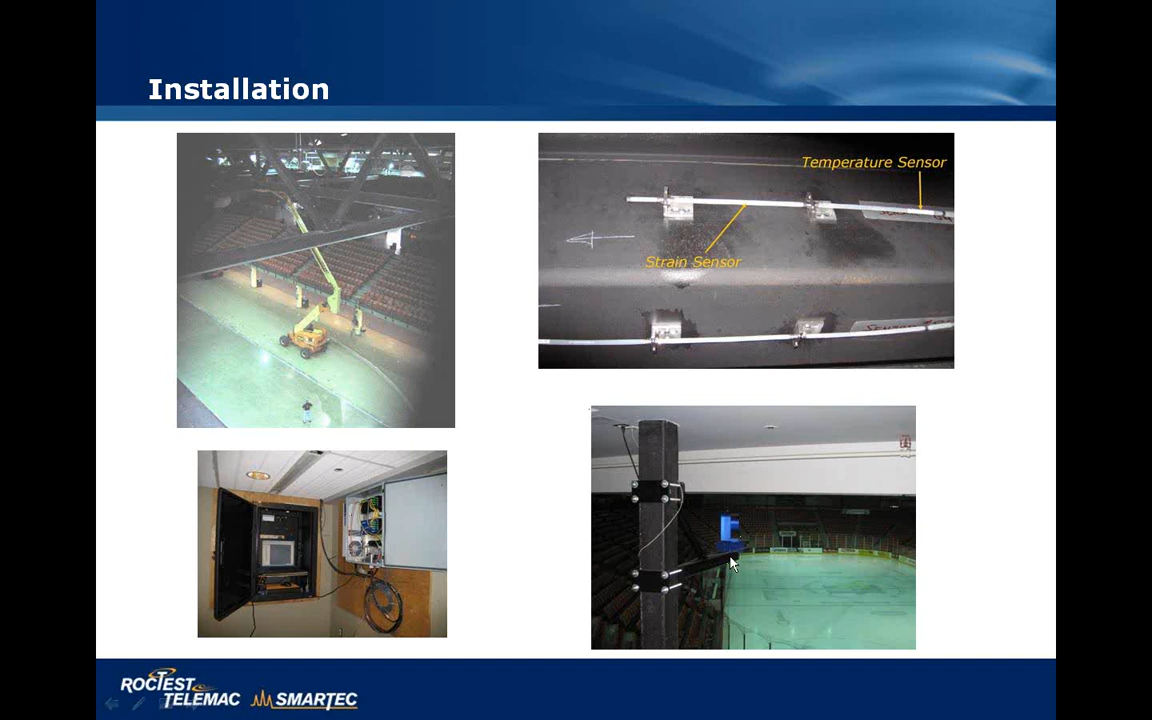 Installation
Temperature Sensor
Strain Sensor
ROCTEST
TELEMAC
SMARTEC